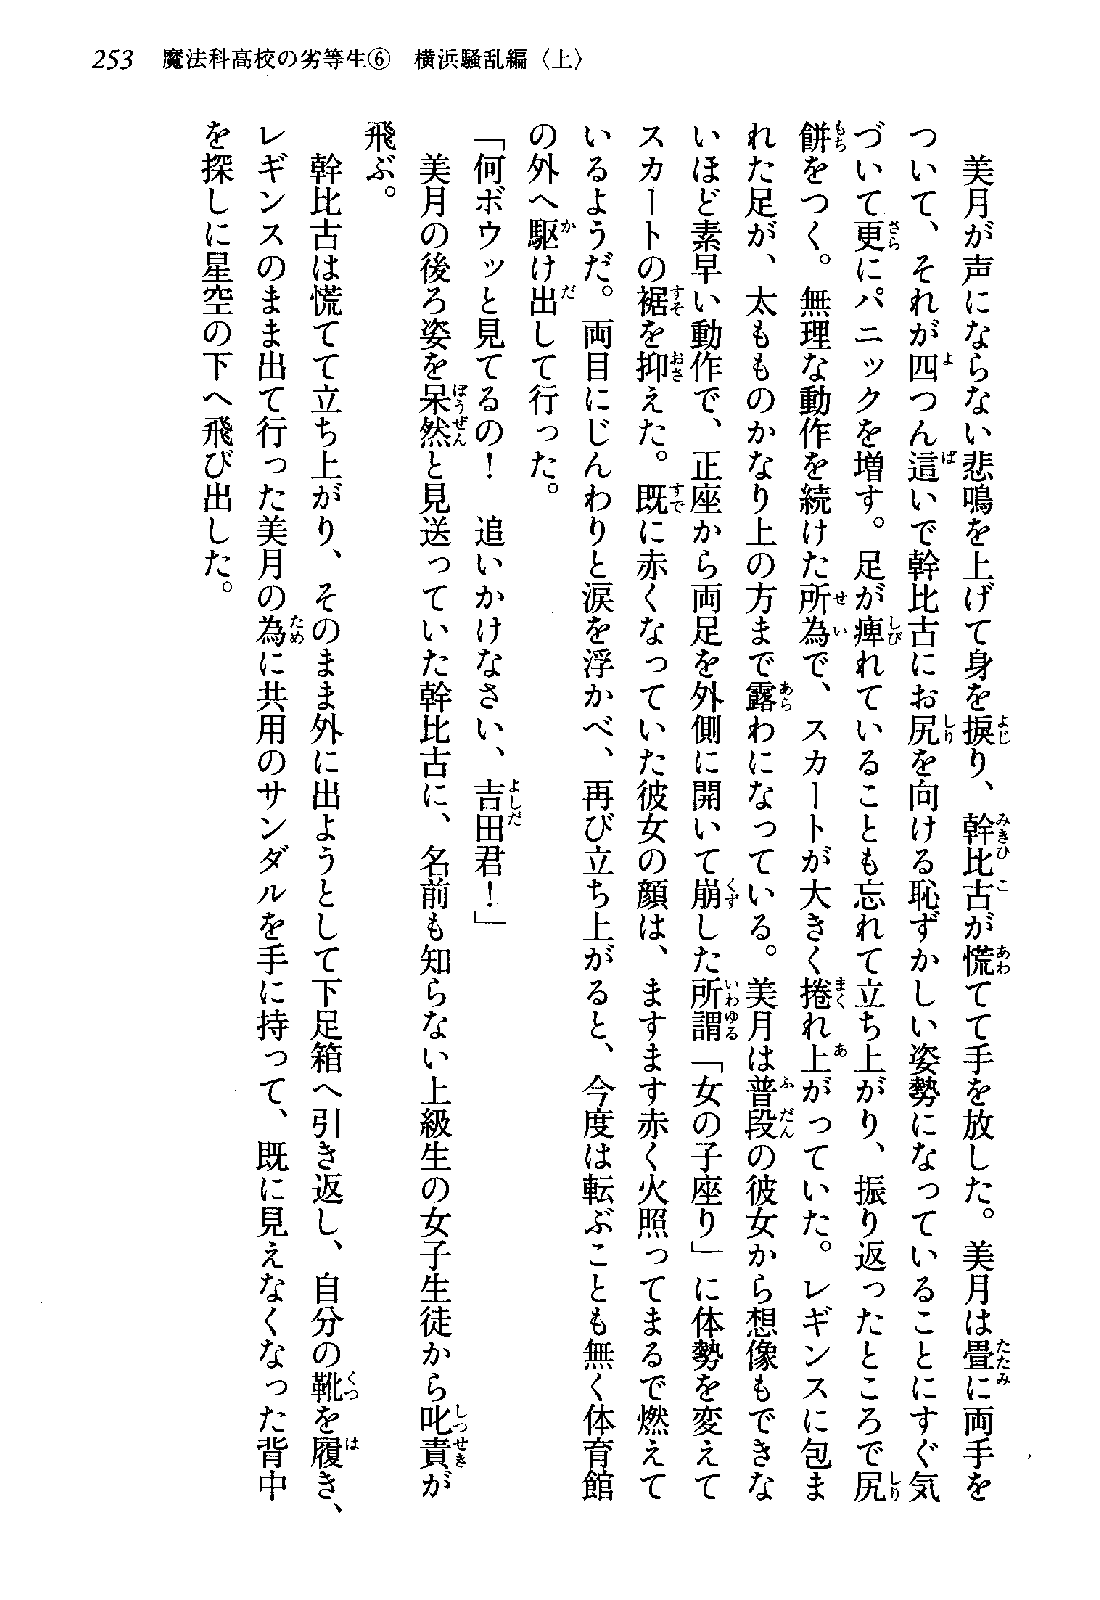 253 魔法科高校の劣等生⑥ 横浜騒乱編〈上〉
美月が声にならない悲鳴を上げて身を捩り、幹比古が慌てて手を放した。美月は畳に両手を
ついて、それが四つん這いで幹比古にお尻を向ける恥ずかしい姿勢になっていることにすぐ気
づいて更にパニックを増す。足が痺れていることも忘れて立ち上がり、振り返ったところで尻
餅をつく。無理な動作を続けた所為で、スカートが大きく捲れ上がっていた。レギンスに包ま
れた足が、太もものかなり上の方まで露わになっている。美月は普段の彼女から想像もできな
いほど素早い動作で、正座から両足を外側に開いて崩した所謂「女の子座り」に体勢を変えて
スカートの裾を抑えた。既に赤くなっていた彼女の顔は、ますます赤く火照ってまるで燃えて
いるようだ。両目にじんわりと涙を浮かべ、再び立ち上がると、今度は転ぶことも無く体育館
の外へ駆け出して行った。
「何ボウッと見てるの！　追いかけなさい、吉田君！」
美月の後ろ姿を呆然と見送っていた幹比古に、名前も知らない上級生の女子生徒から叱責が
飛ぶ。
幹比古は慌てて立ち上がり、そのまま外に出ようとして下足箱へ引き返し、自分の靴を履き、
レギンスのまま出て行った美月の為に共用のサンダルを手に持って、既に見えなくなった背中
を探しに星空の下へ飛び出した。